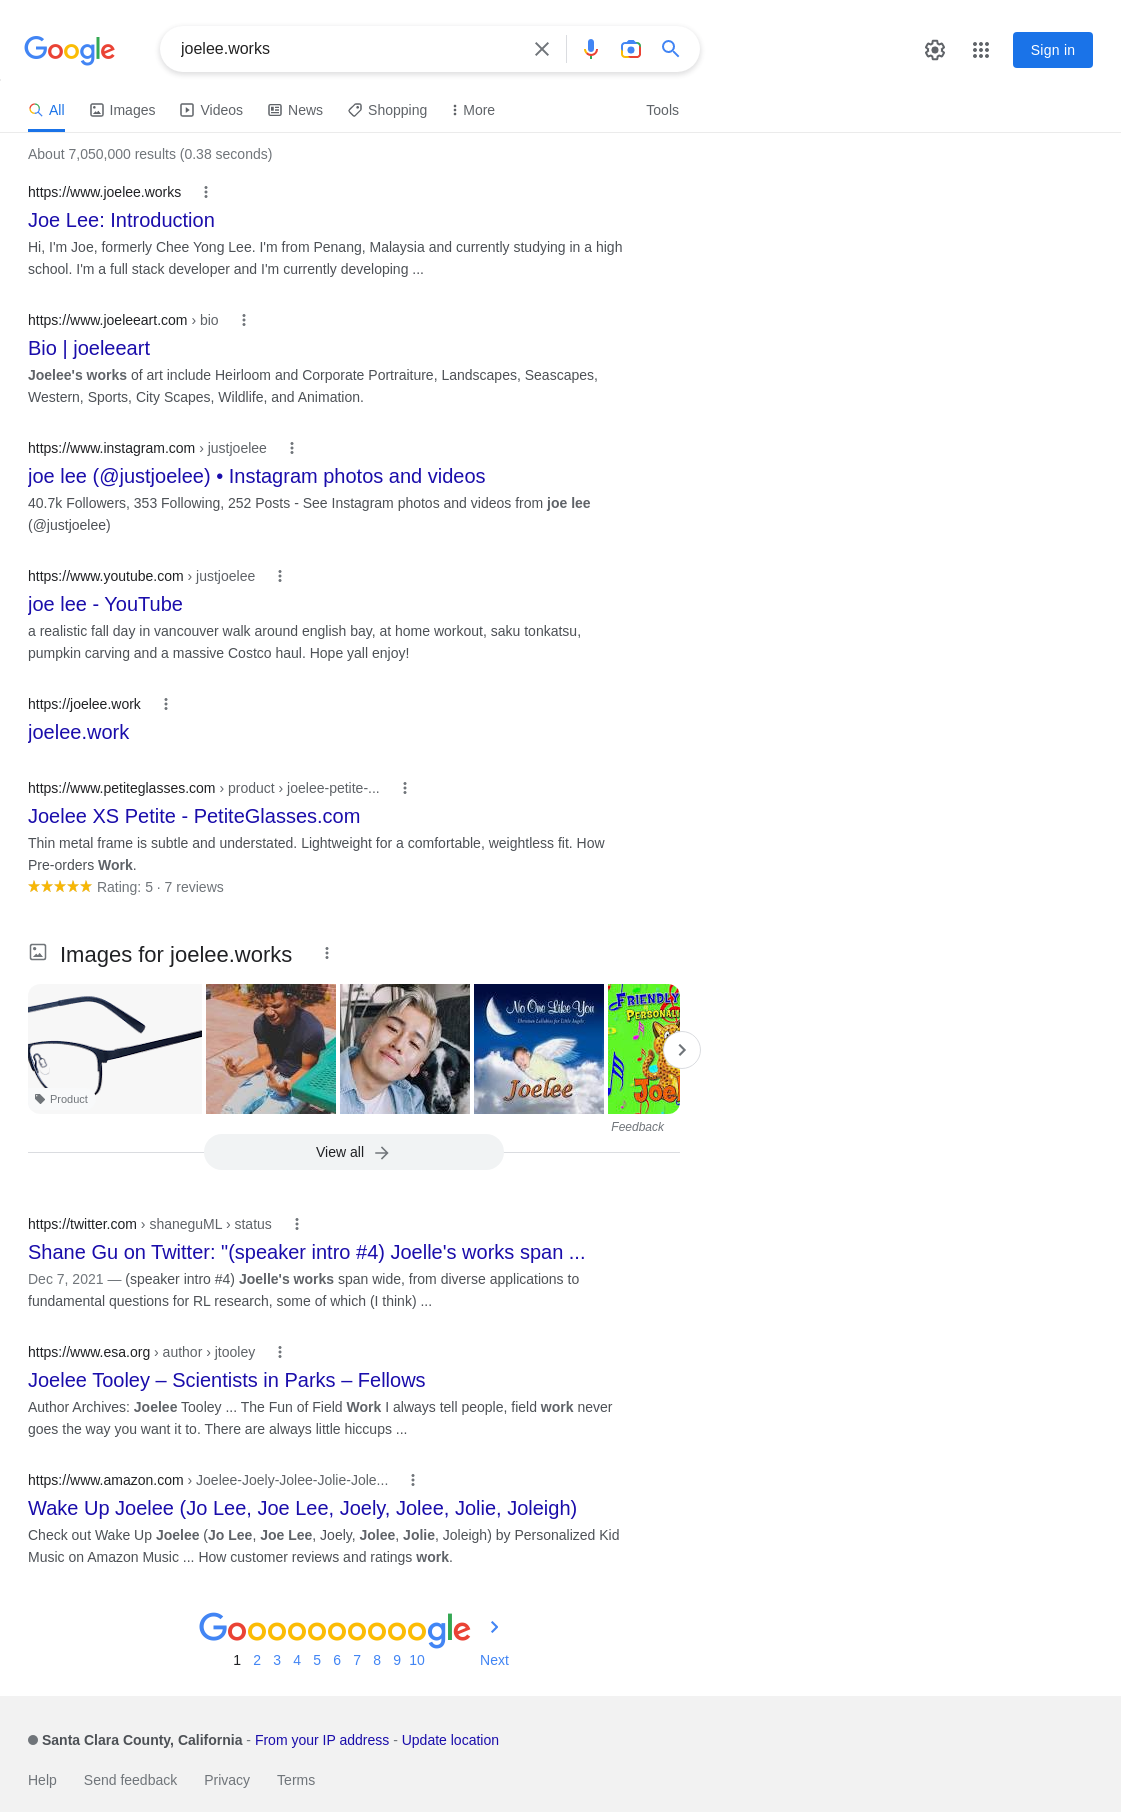 Google
joelee.works
Sign in
All Images Videos News Shopping More Tools
About 7,050,000 results (0.38 seconds)
https://www.joelee.works
Joe Lee: Introduction
Hi, I'm Joe, formerly Chee Yong Lee. I'm from Penang, Malaysia and currently studying in a high
school. I'm a full stack developer and I'm currently developing ...
https://www.joeleeart.com › bio
Bio | joeleeart
Joelee's works of art include Heirloom and Corporate Portraiture, Landscapes, Seascapes,
Western, Sports, City Scapes, Wildlife, and Animation.
https://www.instagram.com › justjoelee
joe lee (@justjoelee) • Instagram photos and videos
40.7k Followers, 353 Following, 252 Posts - See Instagram photos and videos from joe lee
(@justjoelee)
https://www.youtube.com › justjoelee
joe lee - YouTube
a realistic fall day in vancouver walk around english bay, at home workout, saku tonkatsu,
pumpkin carving and a massive Costco haul. Hope yall enjoy!
https://joelee.work
joelee.work
https://www.petiteglasses.com › product › joelee-petite-...
Joelee XS Petite - PetiteGlasses.com
Thin metal frame is subtle and understated. Lightweight for a comfortable, weightless fit. How
Pre-orders Work.
Rating: 5 · 7 reviews
Images for joelee.works
Product
No One Like You
Christian Lullabies for Little Angels
Joelee
FRIENDLY
PERSONALI
JOE
Feedback
View all
https://twitter.com › shaneguML › status
Shane Gu on Twitter: "(speaker intro #4) Joelle's works span ...
Dec 7, 2021 — (speaker intro #4) Joelle's works span wide, from diverse applications to
fundamental questions for RL research, some of which (I think) ...
https://www.esa.org › author › jtooley
Joelee Tooley – Scientists in Parks – Fellows
Author Archives: Joelee Tooley ... The Fun of Field Work I always tell people, field work never
goes the way you want it to. There are always little hiccups ...
https://www.amazon.com › Joelee-Joely-Jolee-Jolie-Jole...
Wake Up Joelee (Jo Lee, Joe Lee, Joely, Jolee, Jolie, Joleigh)
Check out Wake Up Joelee (Jo Lee, Joe Lee, Joely, Jolee, Jolie, Joleigh) by Personalized Kid
Music on Amazon Music ... How customer reviews and ratings work.
Goooooooooogle
1 2 3 4 5 6 7 8 9 10 Next
Santa Clara County, California - From your IP address - Update location
Help Send feedback Privacy Terms